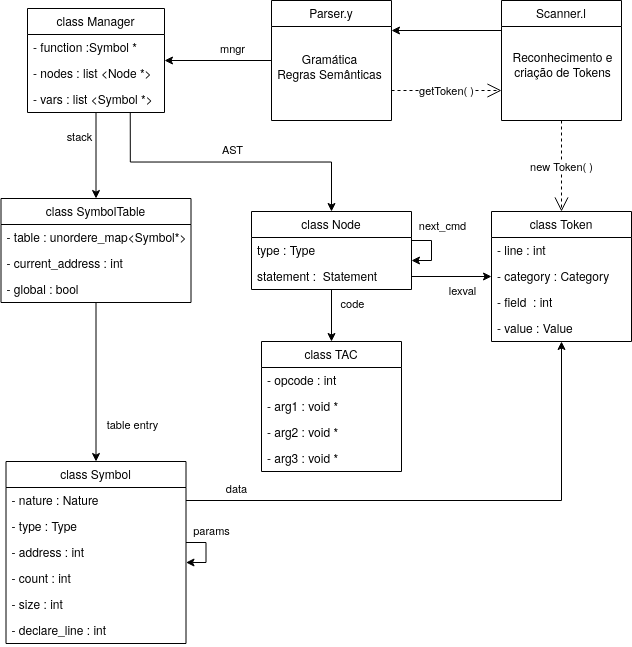 class Manager
- function :Symbol *
- nodes : list <Node *>
- vars : list <Symbol *>
mngr
Parser.y
Gramática
Regras Semânticas
Scanner.l
Reconhecimento e
criação de Tokens
getToken( )
stack
AST
new Token( )
class SymbolTable
- table : unordere_map<Symbol*>
- current_address : int
- global : bool
class Node
type : Type
statement :  Statement
next_cmd
lexval
code
class Token
- line : int
- category : Category
- field  : int
- value : Value
class TAC
- opcode : int
- arg1 : void *
- arg2 : void *
- arg3 : void *
table entry
class Symbol
- nature : Nature
- type : Type
- address : int
- count : int
- size : int
- declare_line : int
data
params